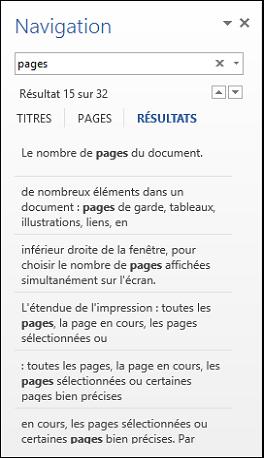 Navigation
pages
Résultat 15 sur 32
TITRES PAGES RÉSULTATS
Le nombre de pages du document.
de nombreux éléments dans un
document : pages de garde, tableaux,
illustrations, liens, en
inférieur droite de la fenêtre, pour
choisir le nombre de pages affichées
simultanément sur l'écran.
L'étendue de l'impression : toutes les
pages, la page en cours, les pages
sélectionnées ou
: toutes les pages, la page en cours, les
pages sélectionnées ou certaines
pages bien précises
en cours, les pages sélectionnées ou
certaines pages bien précises. Par